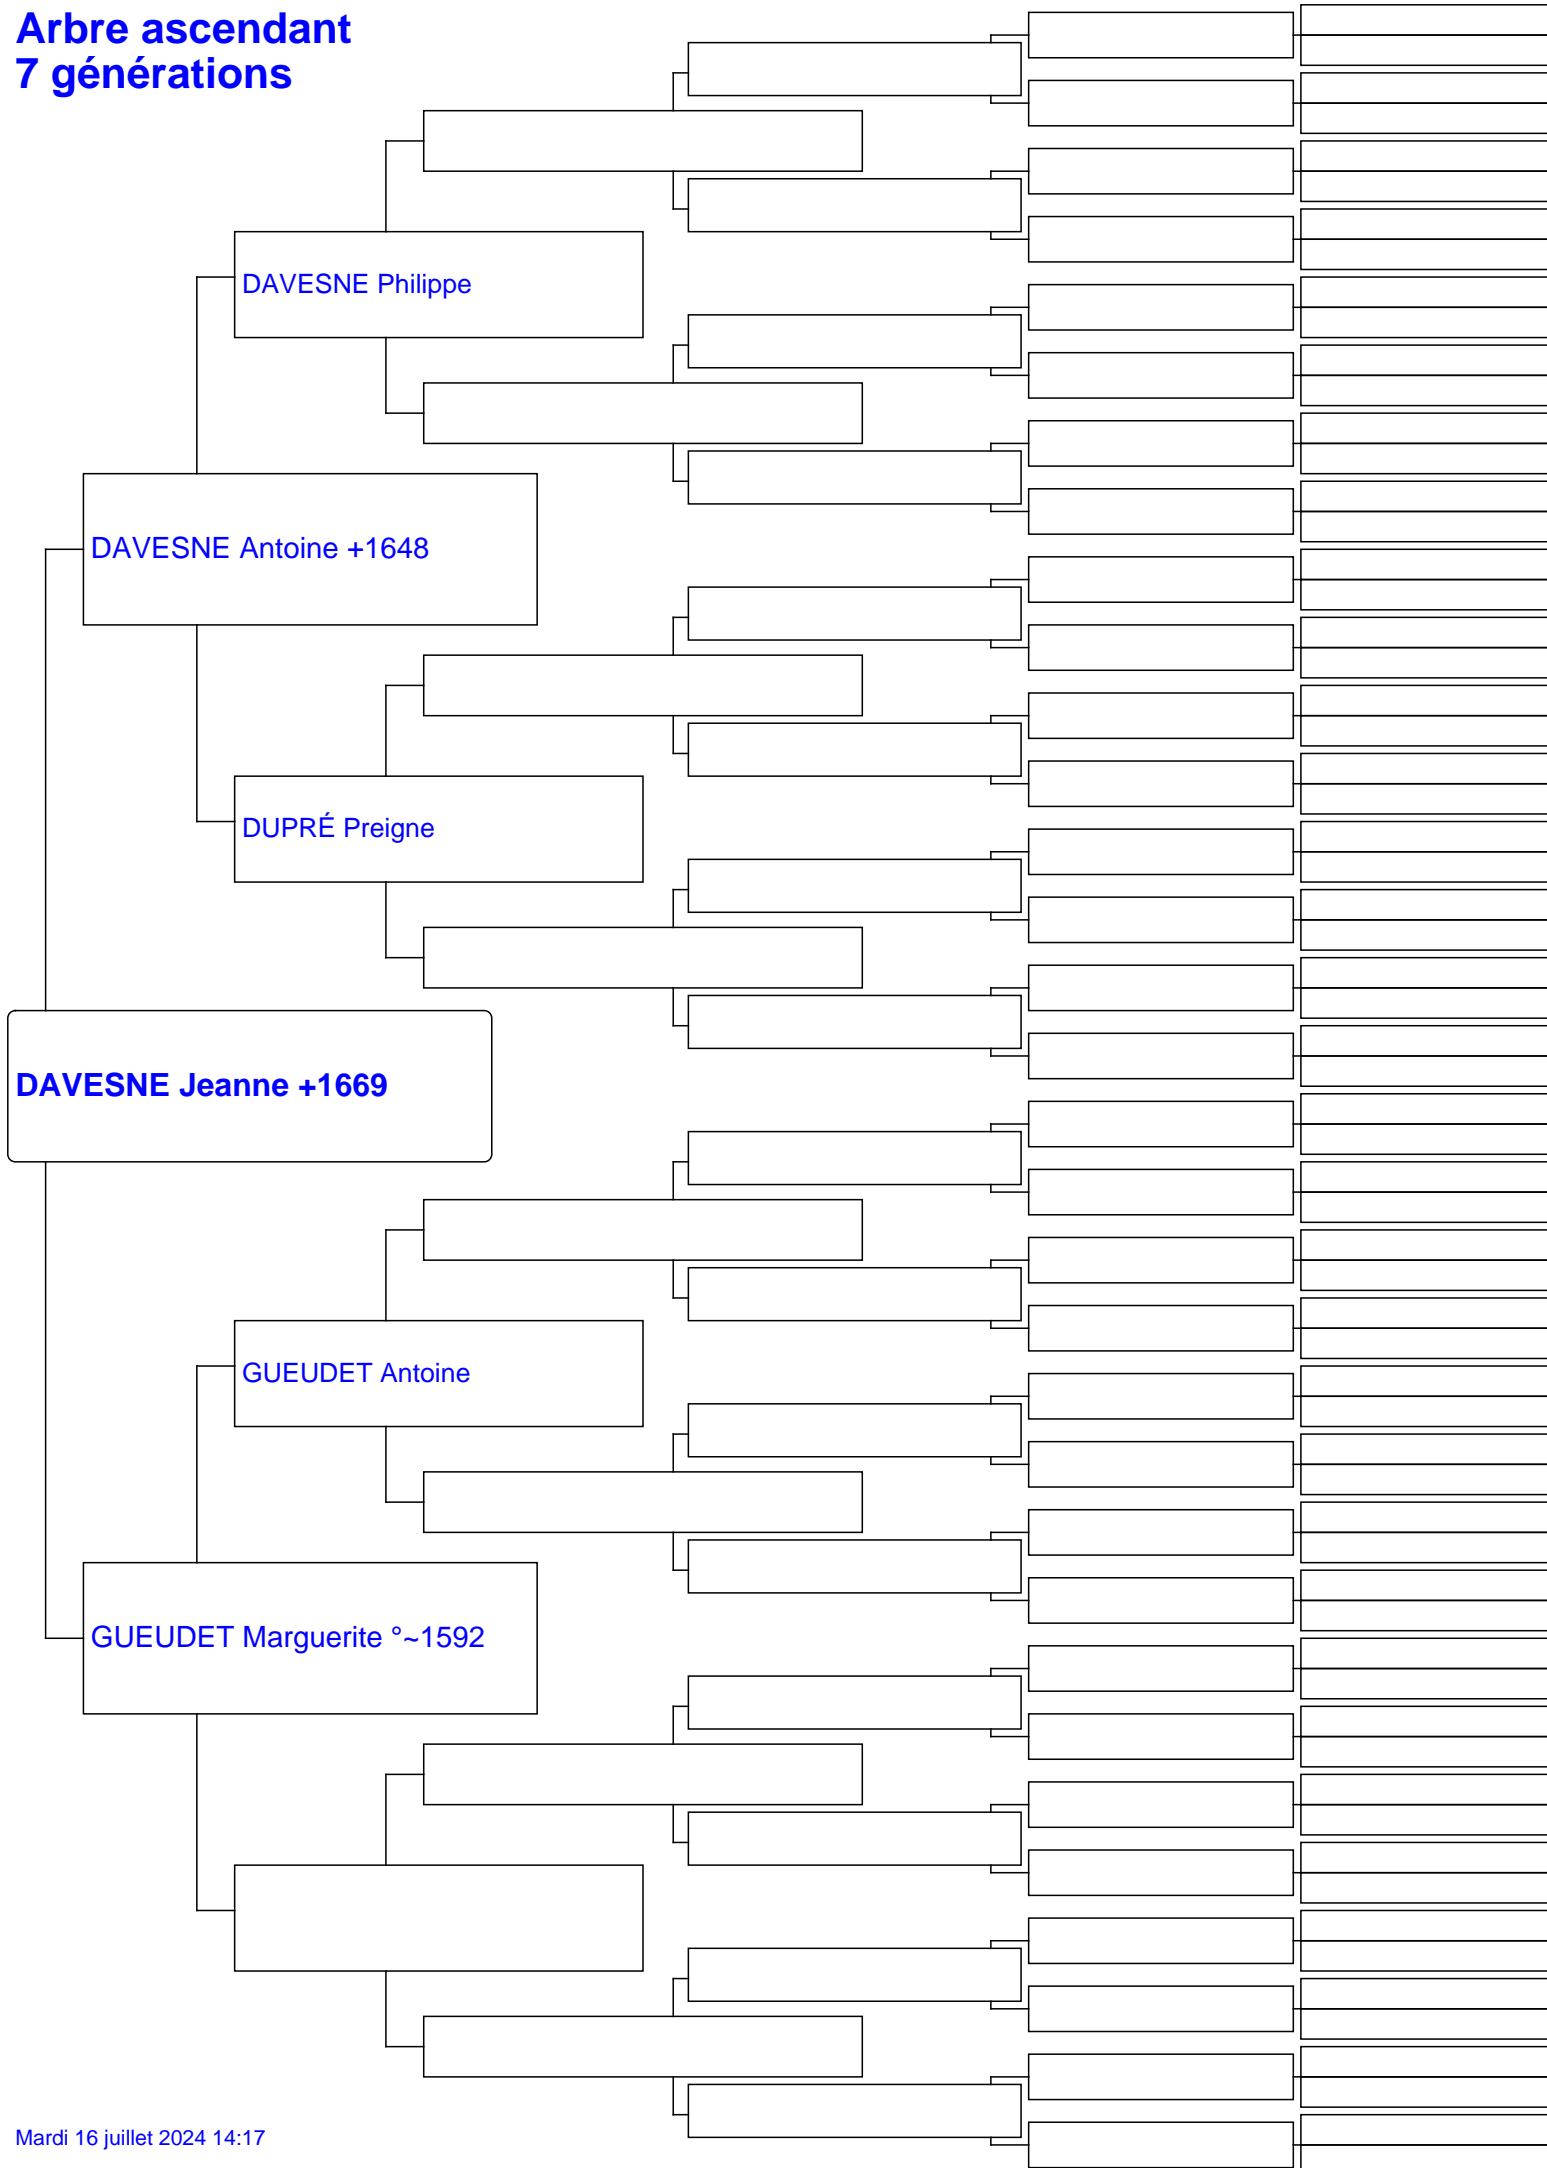 Arbre ascendant
7 générations
DAVESNE Philippe
DAVESNE Antoine +1648
DUPRÉ Preigne
DAVESNE Jeanne +1669
GUEUDET Antoine
GUEUDET Marguerite °~1592
Mardi 16 juillet 2024 14:17